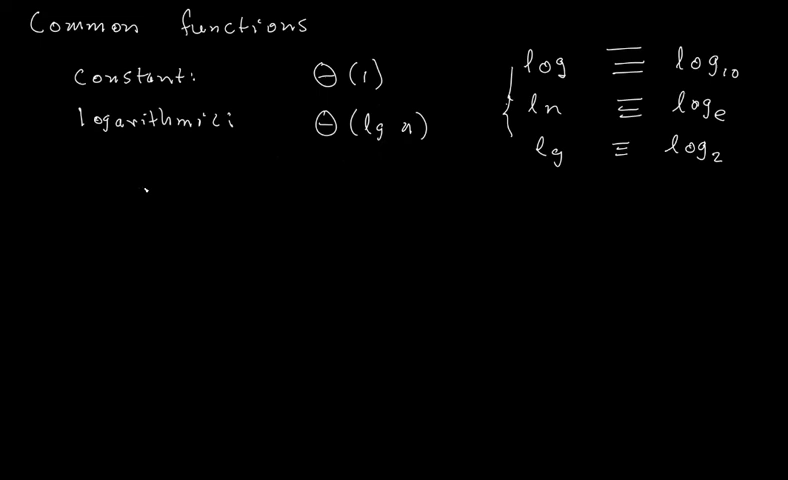 Common functions
constant: Θ(1)
logarithmic: Θ(lg n)
log ≡ log₁₀
ln ≡ logₑ
lg ≡ log₂